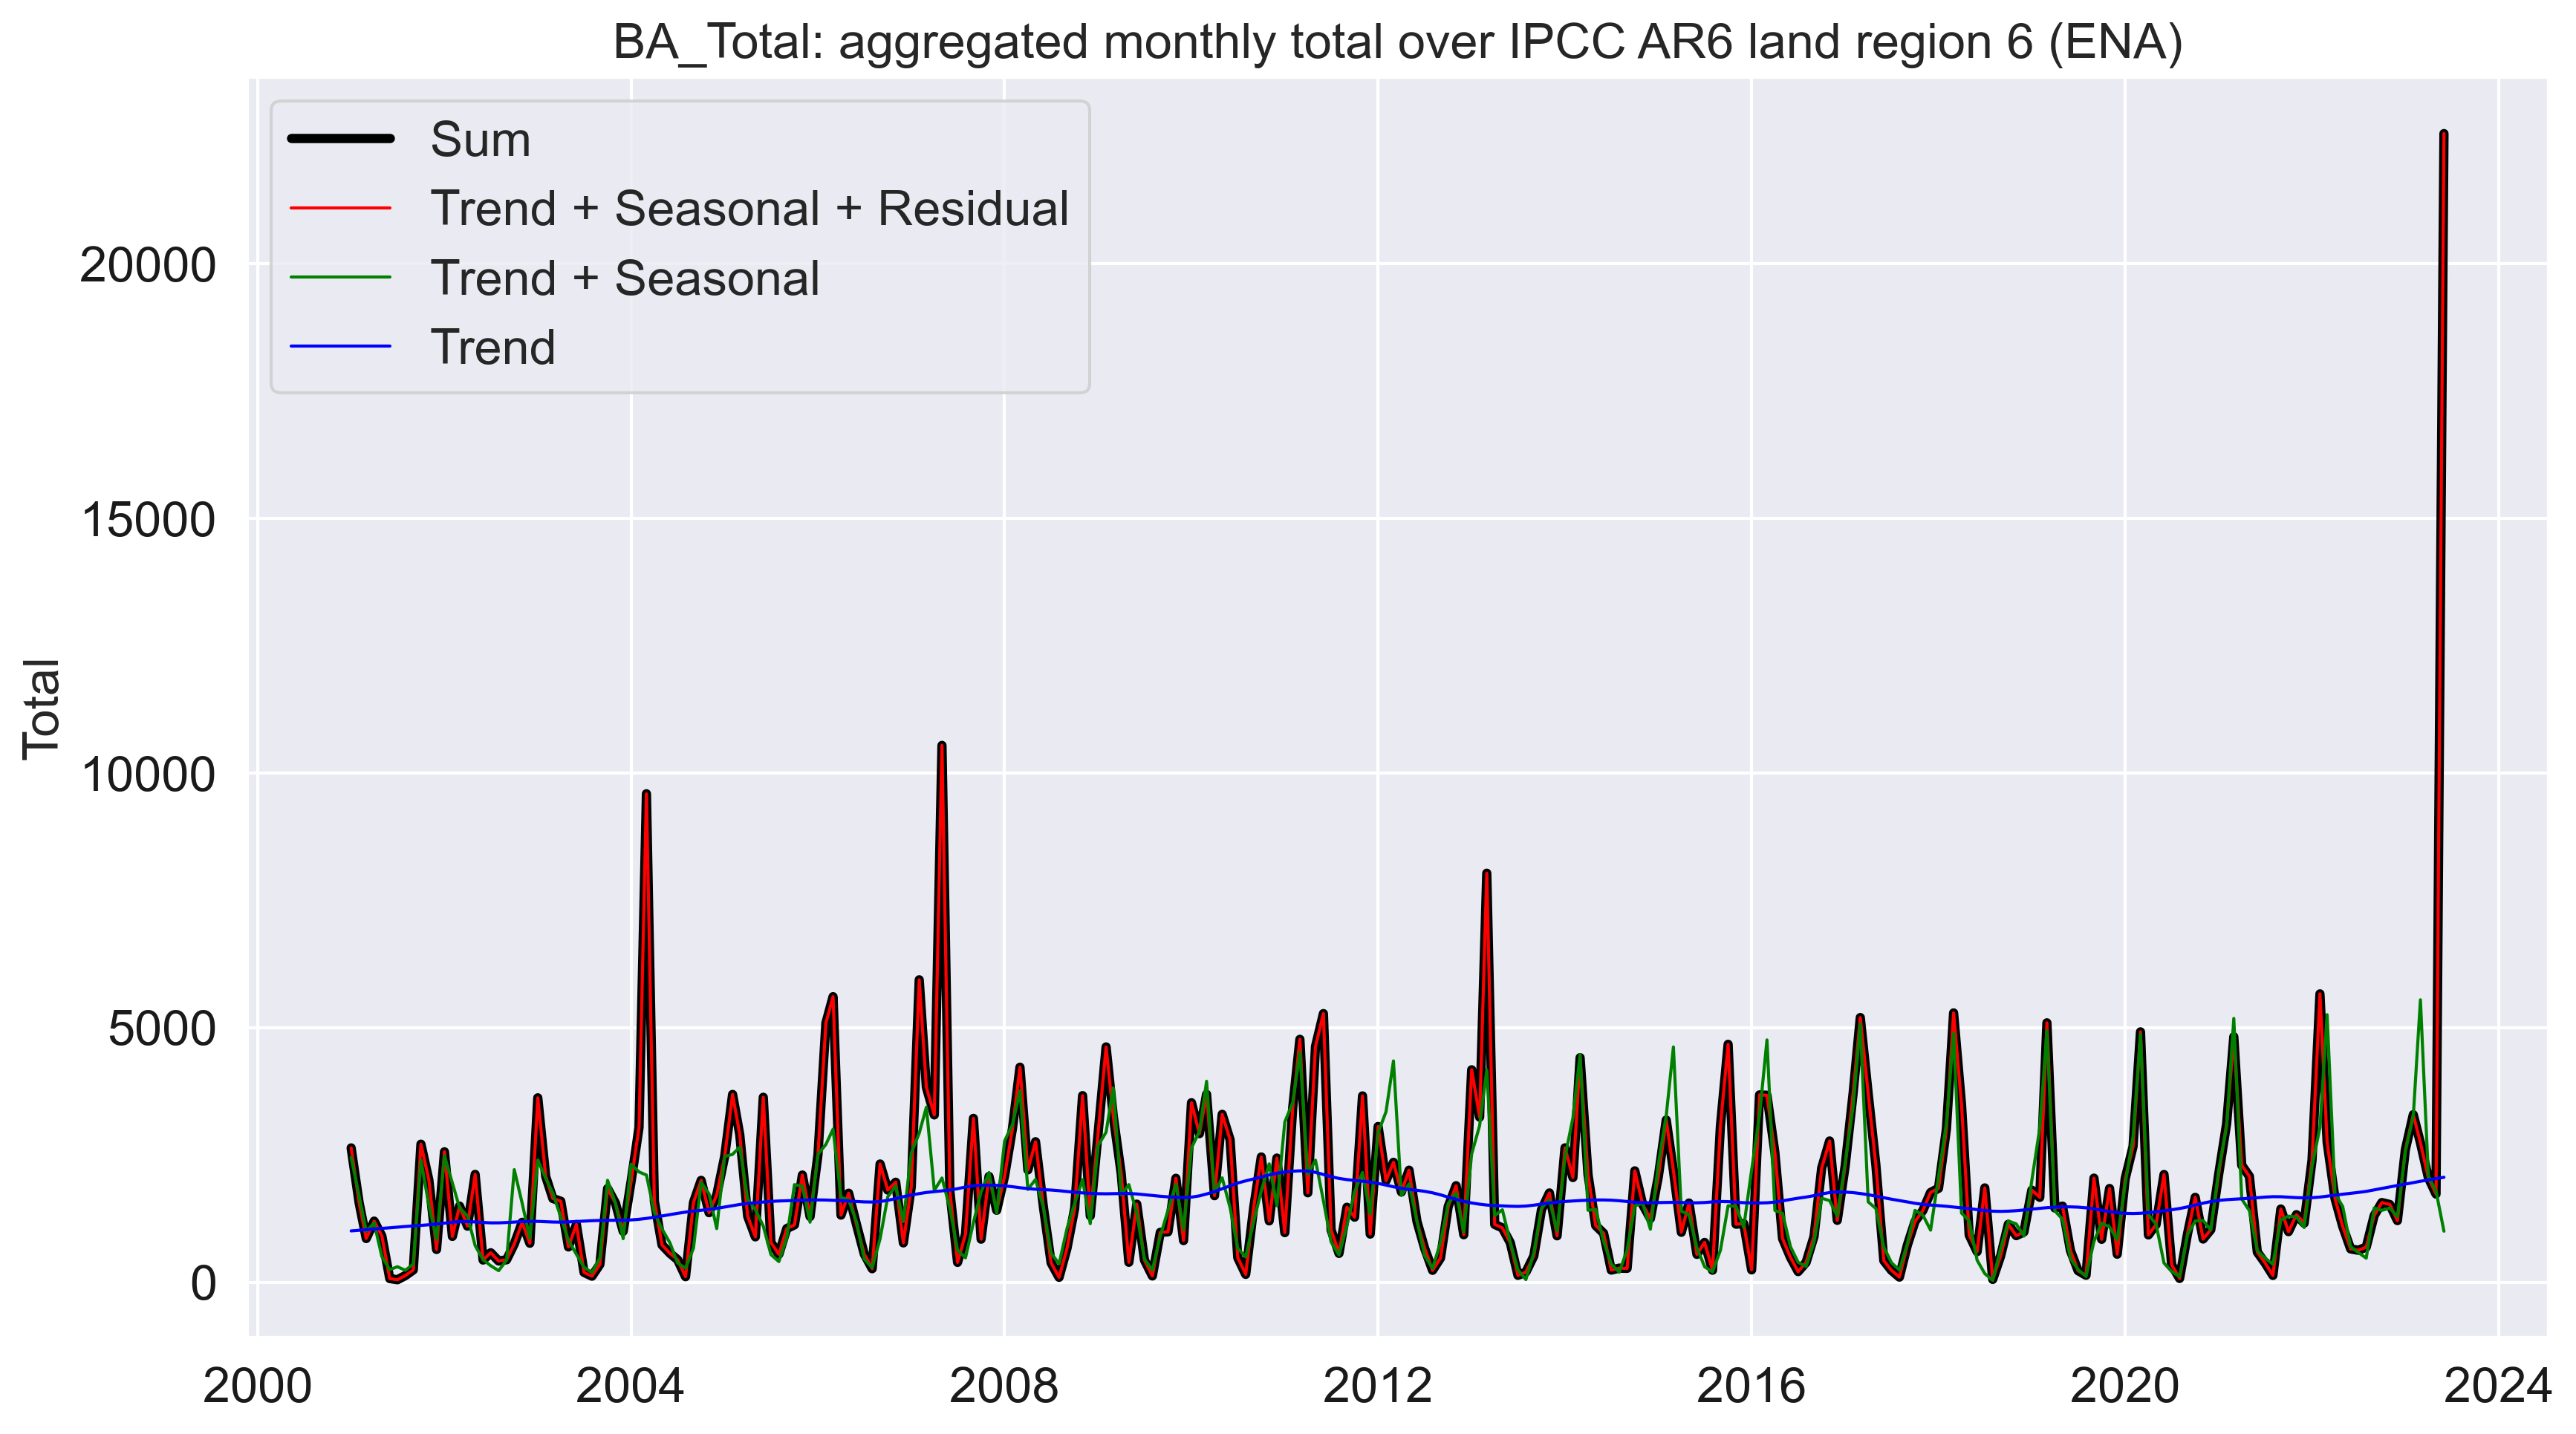 BA_Total: aggregated monthly total over IPCC AR6 land region 6 (ENA)
Sum
Trend + Seasonal + Residual
Trend + Seasonal
Trend
Total
20000
15000
10000
5000
0
2000 2004 2008 2012 2016 2020 2024